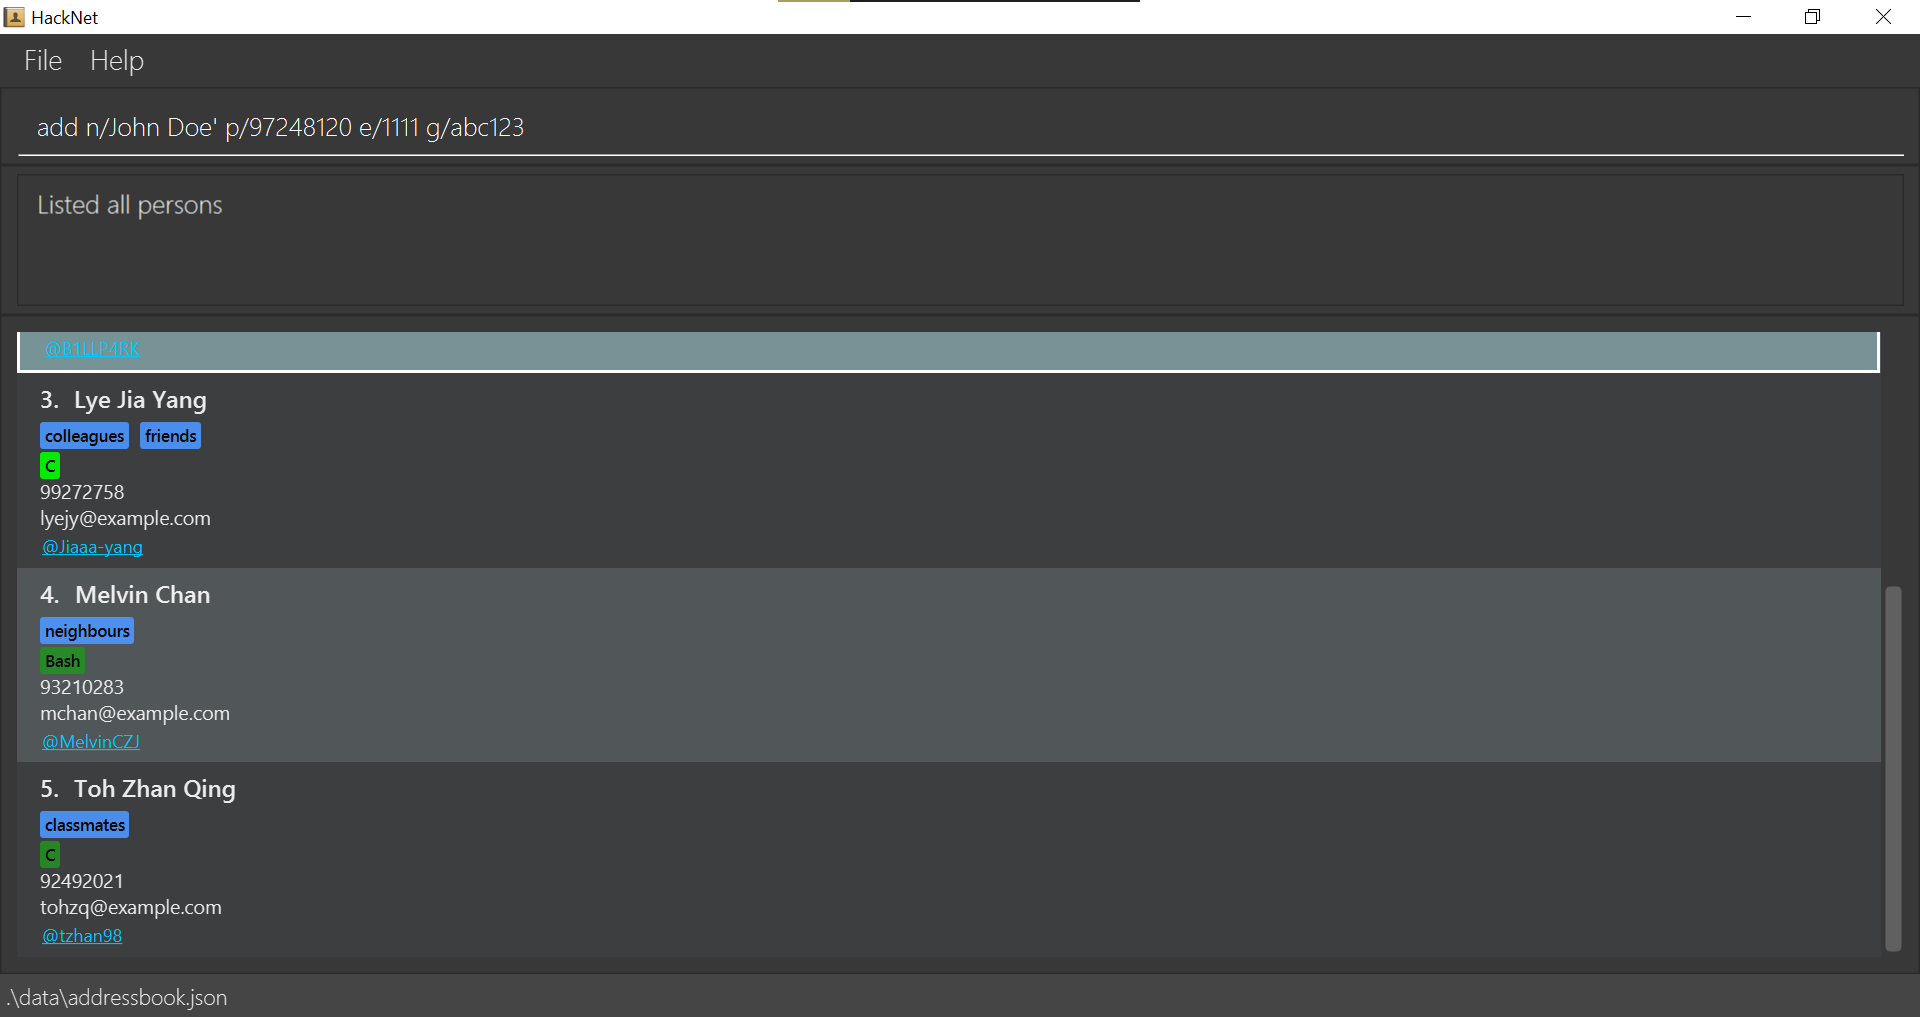 HackNet
File Help
add n/John Doe' p/97248120 e/1111 g/abc123
Listed all persons
@B1LLP4RK
3. Lye Jia Yang
colleagues friends
C
99272758
lyejy@example.com
@Jiaaa-yang
4. Melvin Chan
neighbours
Bash
93210283
mchan@example.com
@MelvinCZJ
5. Toh Zhan Qing
classmates
C
92492021
tohzq@example.com
@tzhan98
.\data\addressbook.json